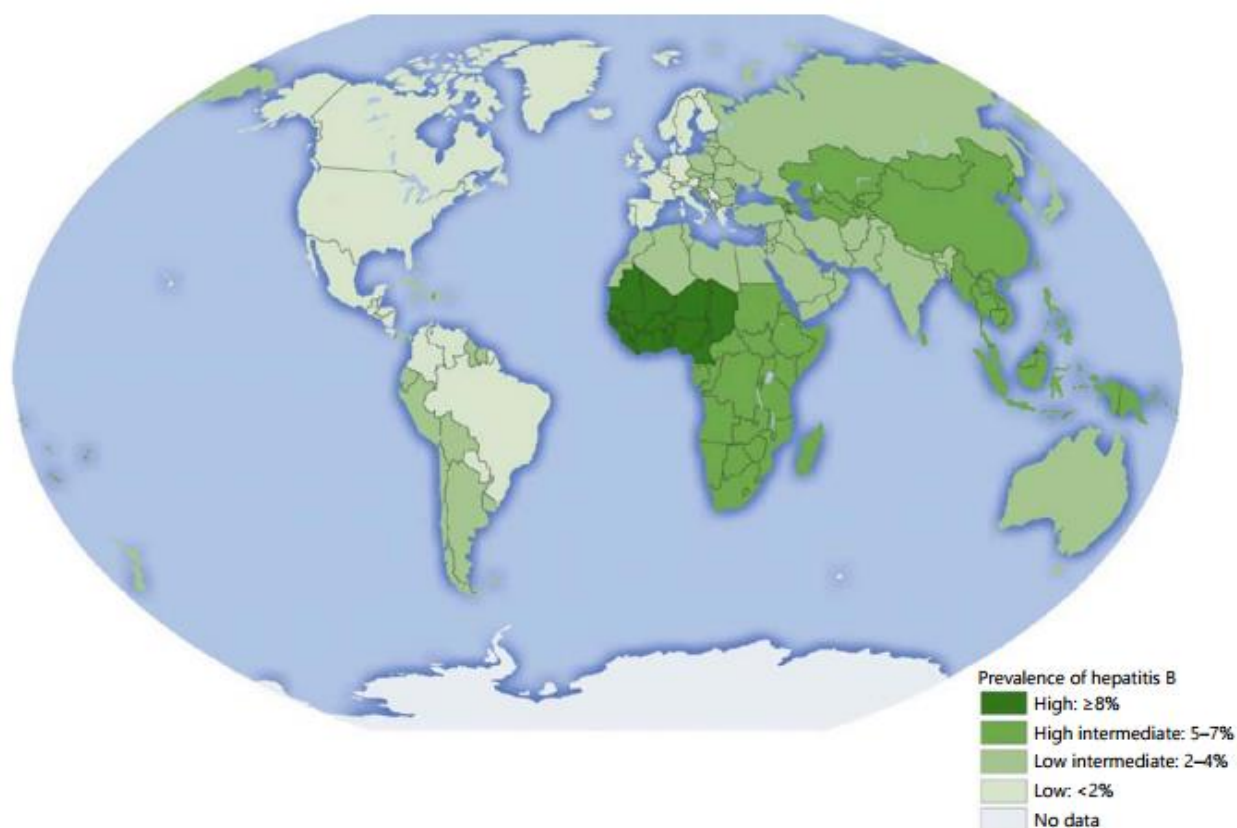 Prevalence of hepatitis B
High: ≥8%
High intermediate: 5–7%
Low intermediate: 2–4%
Low: <2%
No data